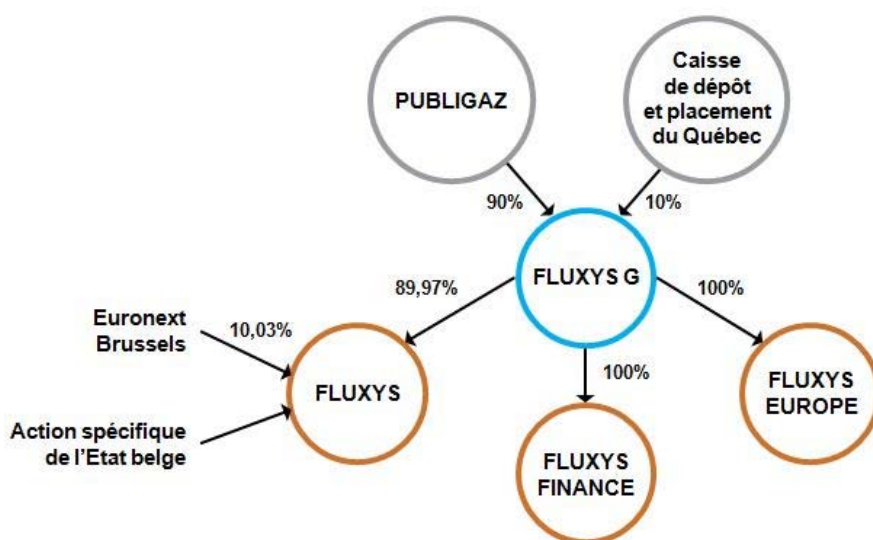 PUBLIGAZ
Caisse
de dépôt
et placement
du Québec
90%
10%
FLUXYS G
89,97%
100%
Euronext
Brussels
10,03%
FLUXYS
100%
FLUXYS
EUROPE
Action spécifique
de l'Etat belge
FLUXYS
FINANCE